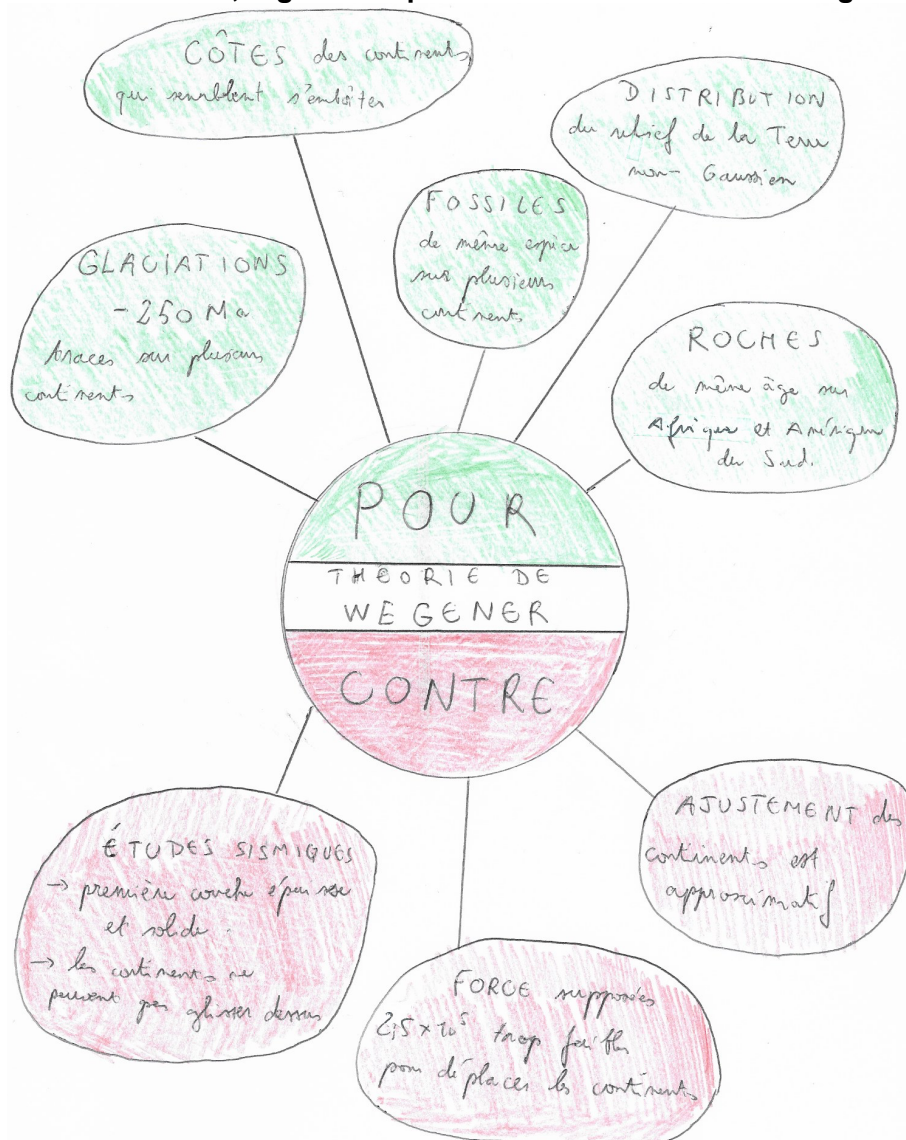 CÔTES des continents
qui semblent s'emboîter
DISTRIBUTION
du relief de la Terre
non-Gaussien
FOSSILES
de même espèce
sur plusieurs
continents
GLACIATIONS
-250 Ma
traces sur plusieurs
continents
ROCHES
de même âge sur
Afrique et Amérique
du Sud.
POUR
THÉORIE DE
WEGENER
CONTRE
ÉTUDES SISMIQUES
→ première couche épaisse
et solide.
→ les continents ne
peuvent pas glisser dessus
AJUSTEMENT des
continents est
approximatif
FORCE supposées
2,5 × 10⁵ trop faibles
pour déplacer les continents